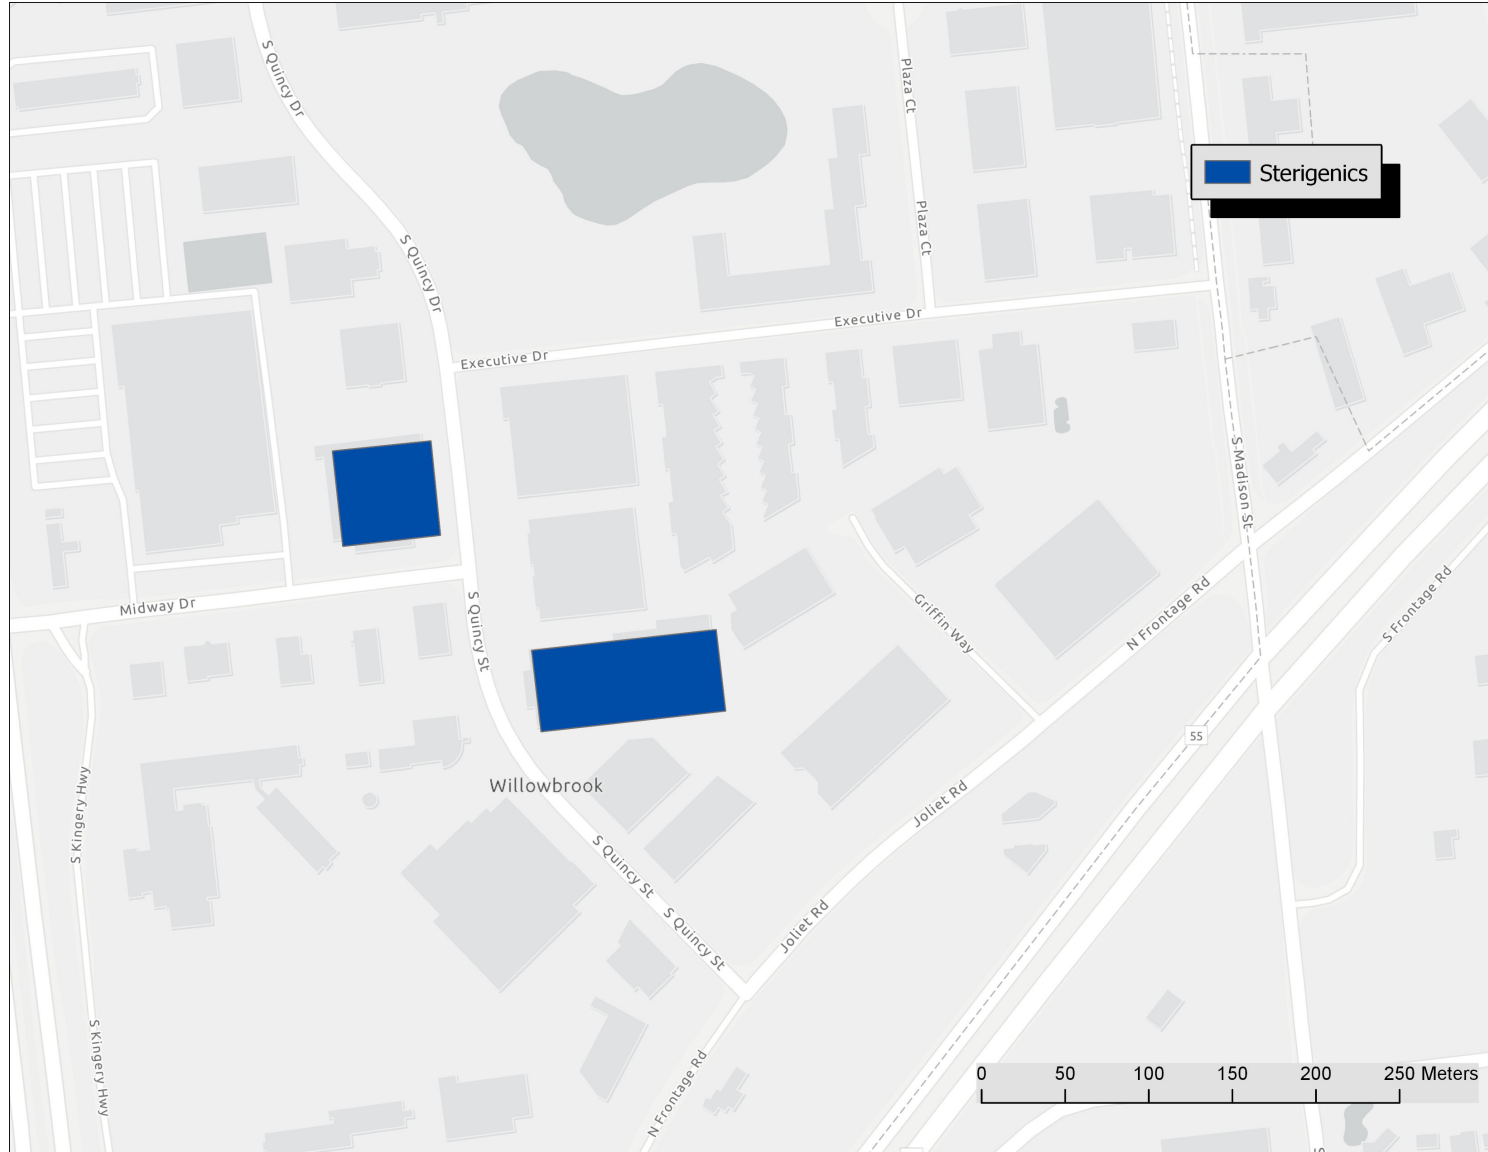 S Quincy Dr
Plaza Ct
Sterigenics
Plaza Ct
S Quincy Dr
Executive Dr
Executive Dr
S Madison St
Midway Dr
S Quincy St
Griffin Way
N Frontage Rd
S Frontage Rd
55
S Kingery Hwy
Willowbrook
Joliet Rd
S Quincy St
S Quincy St
Joliet Rd
S Kingery Hwy
N Frontage Rd
0 50 100 150 200 250 Meters